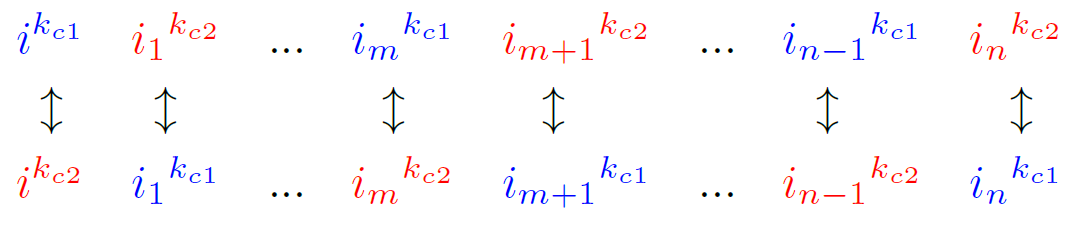 i^{k_{c1}} i_1^{k_{c2}} ... i_m^{k_{c1}} i_{m+1}^{k_{c2}} ... i_{n-1}^{k_{c1}} i_n^{k_{c2}}
↕ ↕ ↕ ↕ ↕ ↕
i^{k_{c2}} i_1^{k_{c1}} ... i_m^{k_{c2}} i_{m+1}^{k_{c1}} ... i_{n-1}^{k_{c2}} i_n^{k_{c1}}